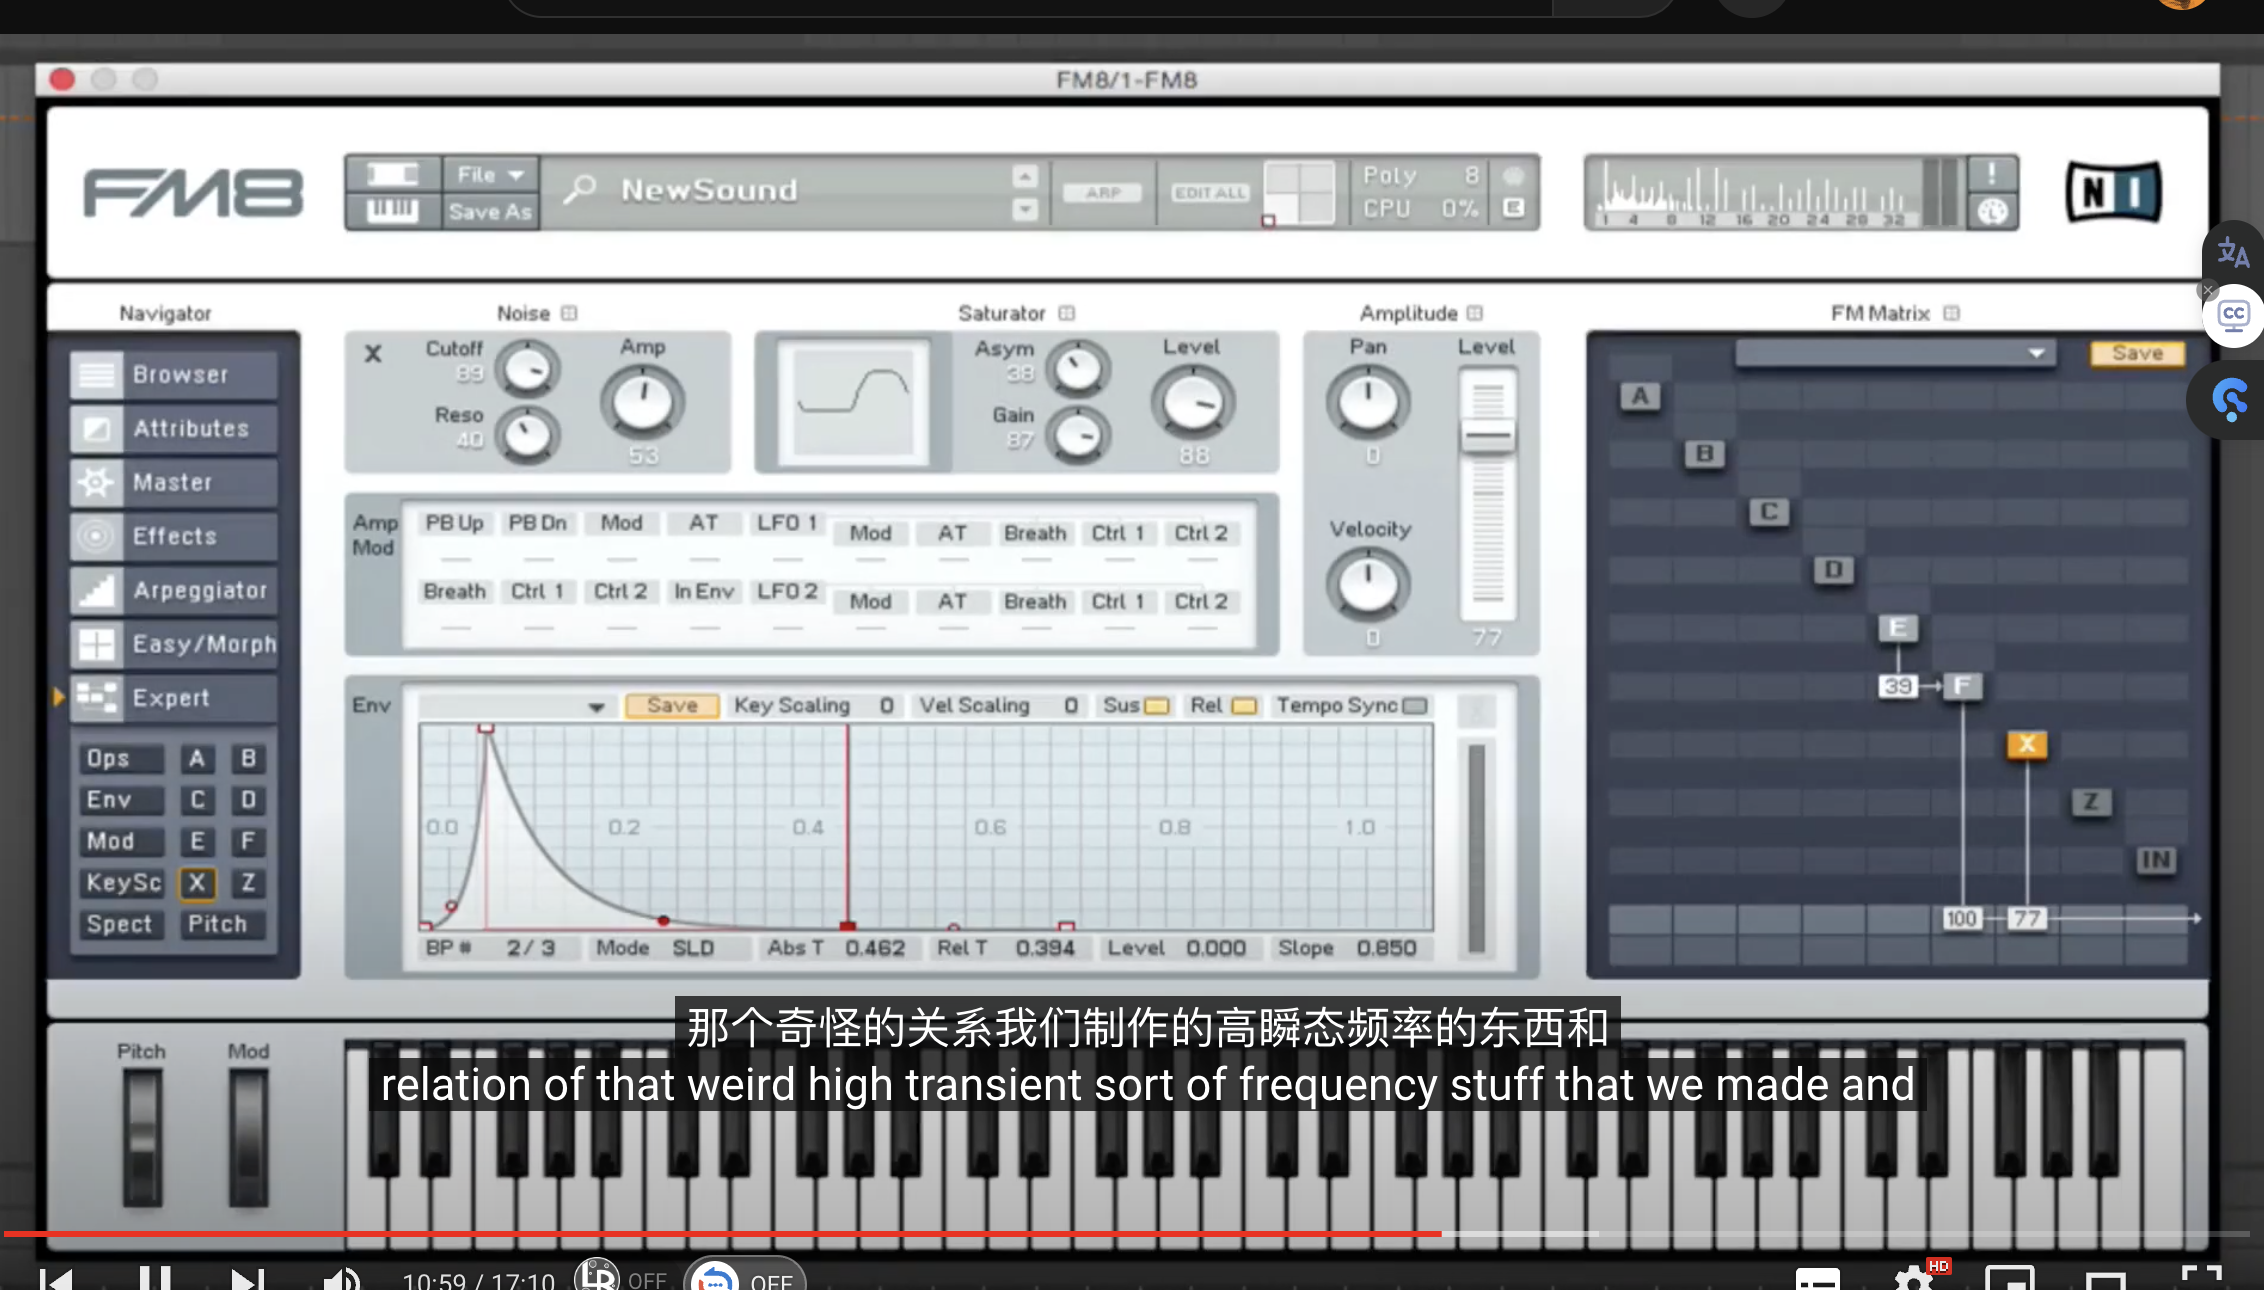 FM8/1-FM8
FM8
File
Save As
NewSound
ARP
EDIT ALL
Poly 8
CPU 0%
E
!
1 4 8 12 16 20 24 28 32
NI
Navigator
Browser
Attributes
Master
Effects
Arpeggiator
Easy/Morph
Expert
Ops A B
Env C D
Mod E F
KeySc X Z
Spect Pitch
Noise
X
Cutoff
89
Reso
40
Amp
53
Saturator
Asym
38
Gain
87
Level
88
Amplitude
Pan
0
Level
Velocity
0
77
Amp Mod
PB Up PB Dn Mod AT LFO 1 Mod AT Breath Ctrl 1 Ctrl 2
Breath Ctrl 1 Ctrl 2 In Env LFO 2 Mod AT Breath Ctrl 1 Ctrl 2
Env
Save Key Scaling 0 Vel Scaling 0 Sus Rel Tempo Sync
0.0 0.2 0.4 0.6 0.8 1.0
BP # 2/3 Mode SLD Abs T 0.462 Rel T 0.394 Level 0.000 Slope 0.850
FM Matrix
Save
A
B
C
D
E
39 F
X
Z
IN
100 77
文A
CC
Pitch
Mod
那个奇怪的关系我们制作的高瞬态频率的东西和
relation of that weird high transient sort of frequency stuff that we made and
10:59 / 17:10
LR OFF
OFF
HD